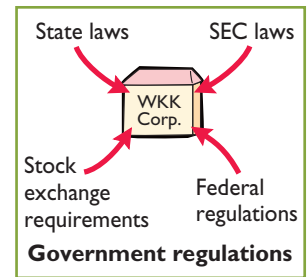 State laws
SEC laws
WKK
Corp.
Stock
exchange
requirements
Federal
regulations
Government regulations